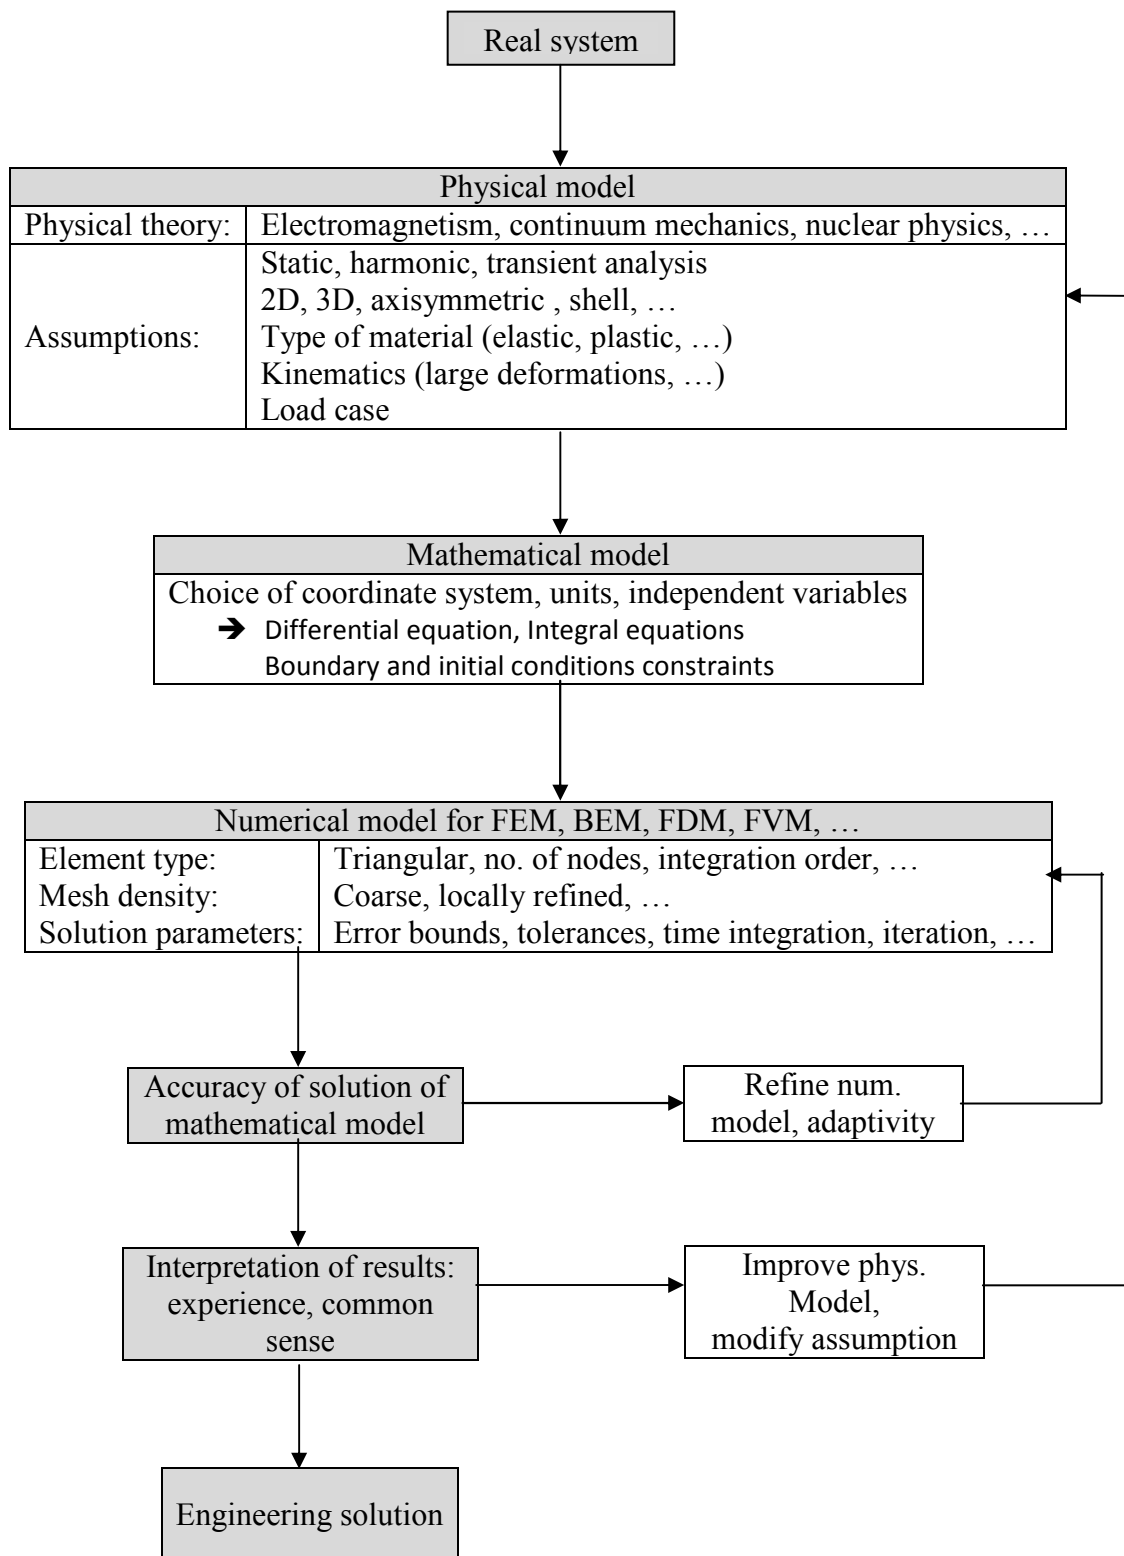 Real system
Physical model
Physical theory: Electromagnetism, continuum mechanics, nuclear physics, …
Assumptions:
Static, harmonic, transient analysis
2D, 3D, axisymmetric , shell, …
Type of material (elastic, plastic, …)
Kinematics (large deformations, …)
Load case
Mathematical model
Choice of coordinate system, units, independent variables
➔ Differential equation, Integral equations
Boundary and initial conditions constraints
Numerical model for FEM, BEM, FDM, FVM, …
Element type: Triangular, no. of nodes, integration order, …
Mesh density: Coarse, locally refined, …
Solution parameters: Error bounds, tolerances, time integration, iteration, …
Accuracy of solution of
mathematical model
Refine num.
model, adaptivity
Interpretation of results:
experience, common
sense
Improve phys.
Model,
modify assumption
Engineering solution